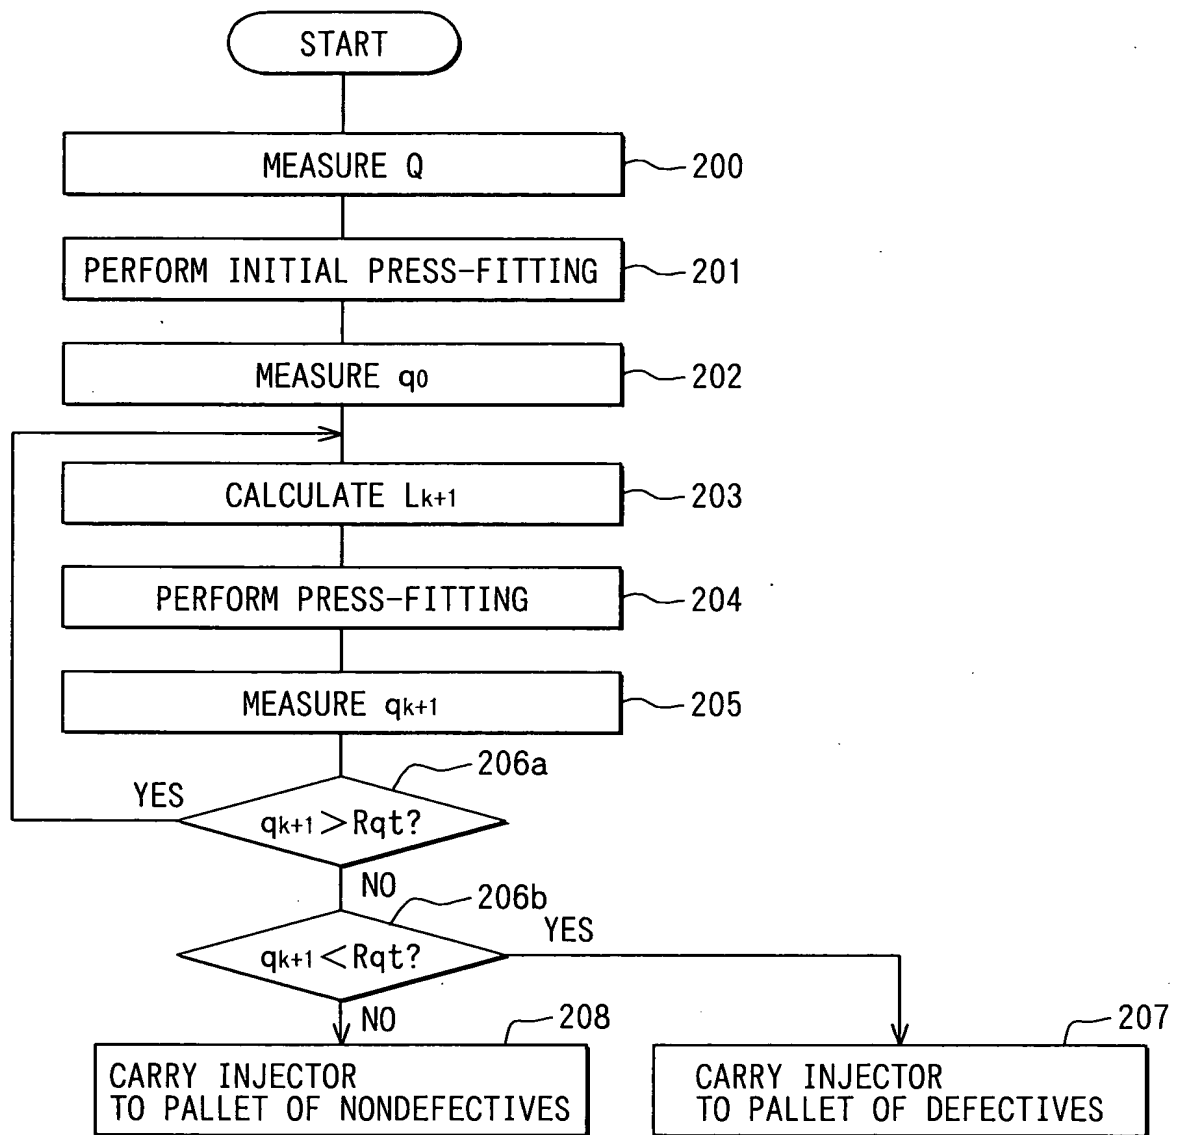 START
MEASURE Q
200
PERFORM INITIAL PRESS-FITTING
201
MEASURE q0
202
CALCULATE Lk+1
203
PERFORM PRESS-FITTING
204
MEASURE qk+1
205
206a
YES
qk+1 > Rqt?
NO
206b
YES
qk+1 < Rqt?
NO
208
207
CARRY INJECTOR
TO PALLET OF NONDEFECTIVES
CARRY INJECTOR
TO PALLET OF DEFECTIVES